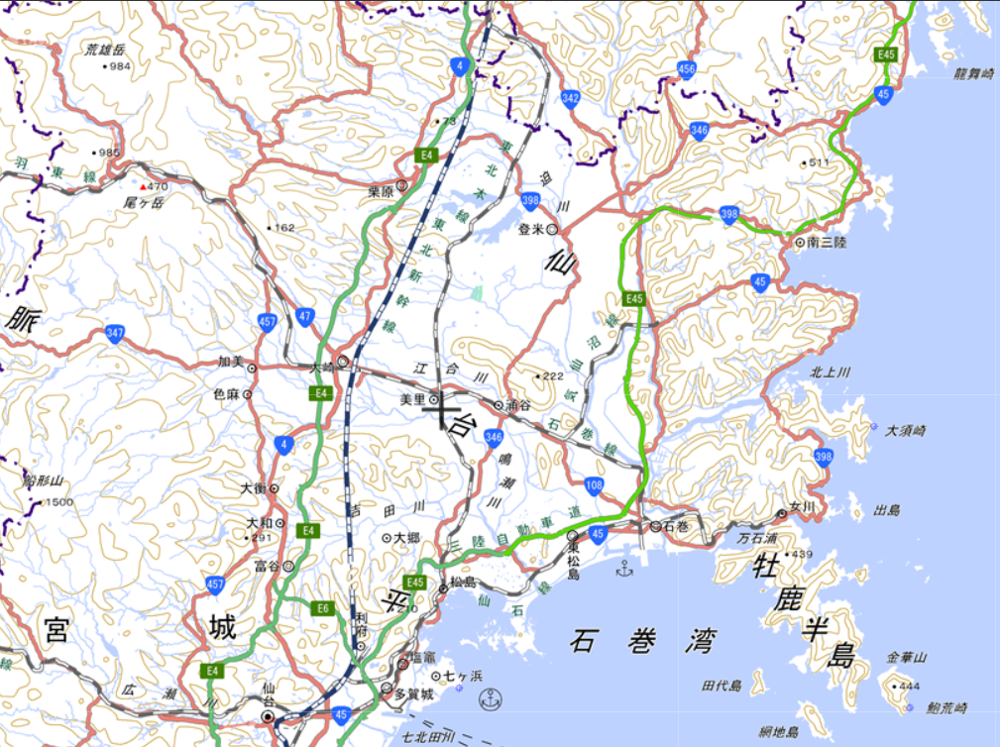 荒雄岳
984
4
E45
456
龍舞崎
45
342
346
73
985
E4
東北本線
511
羽東線
470
尾ヶ岳
栗原
迫川
398
398
162
登米
南三陸
東北新幹線
仙
45
E45
脈
457
47
気仙沼線
347
加美
大崎
江合川
222
北上川
色麻
E4
美里
涌谷
台
石巻線
大須崎
346
4
鳴瀬川
398
船形山
1500
大衡
108
出島
吉田川
女川
大和
291
E4
大郷
三陸自動車道
45
石巻
万石浦
東松島
439
富谷
457
E45
松島
牡鹿半島
平
仙石線
210
E6
宮
城
利府
石巻湾
塩竈
金華山
444
E4
七ヶ浜
田代島
線
広瀬川
仙台
多賀城
45
鮑荒崎
網地島
七北田川